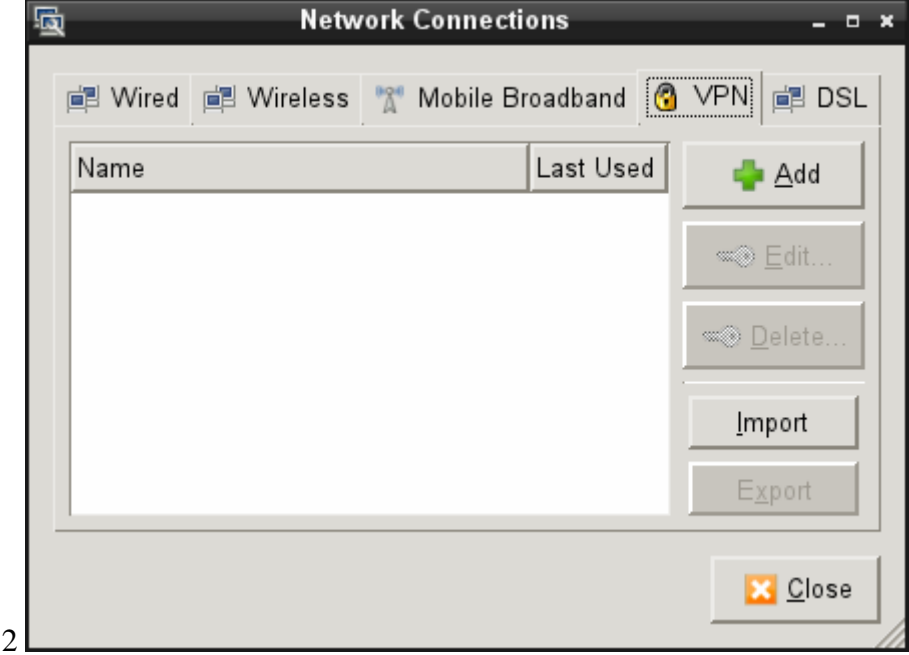 Network Connections
Wired Wireless Mobile Broadband VPN DSL
Name Last Used
Add
Edit...
Delete...
Import
Export
Close
2